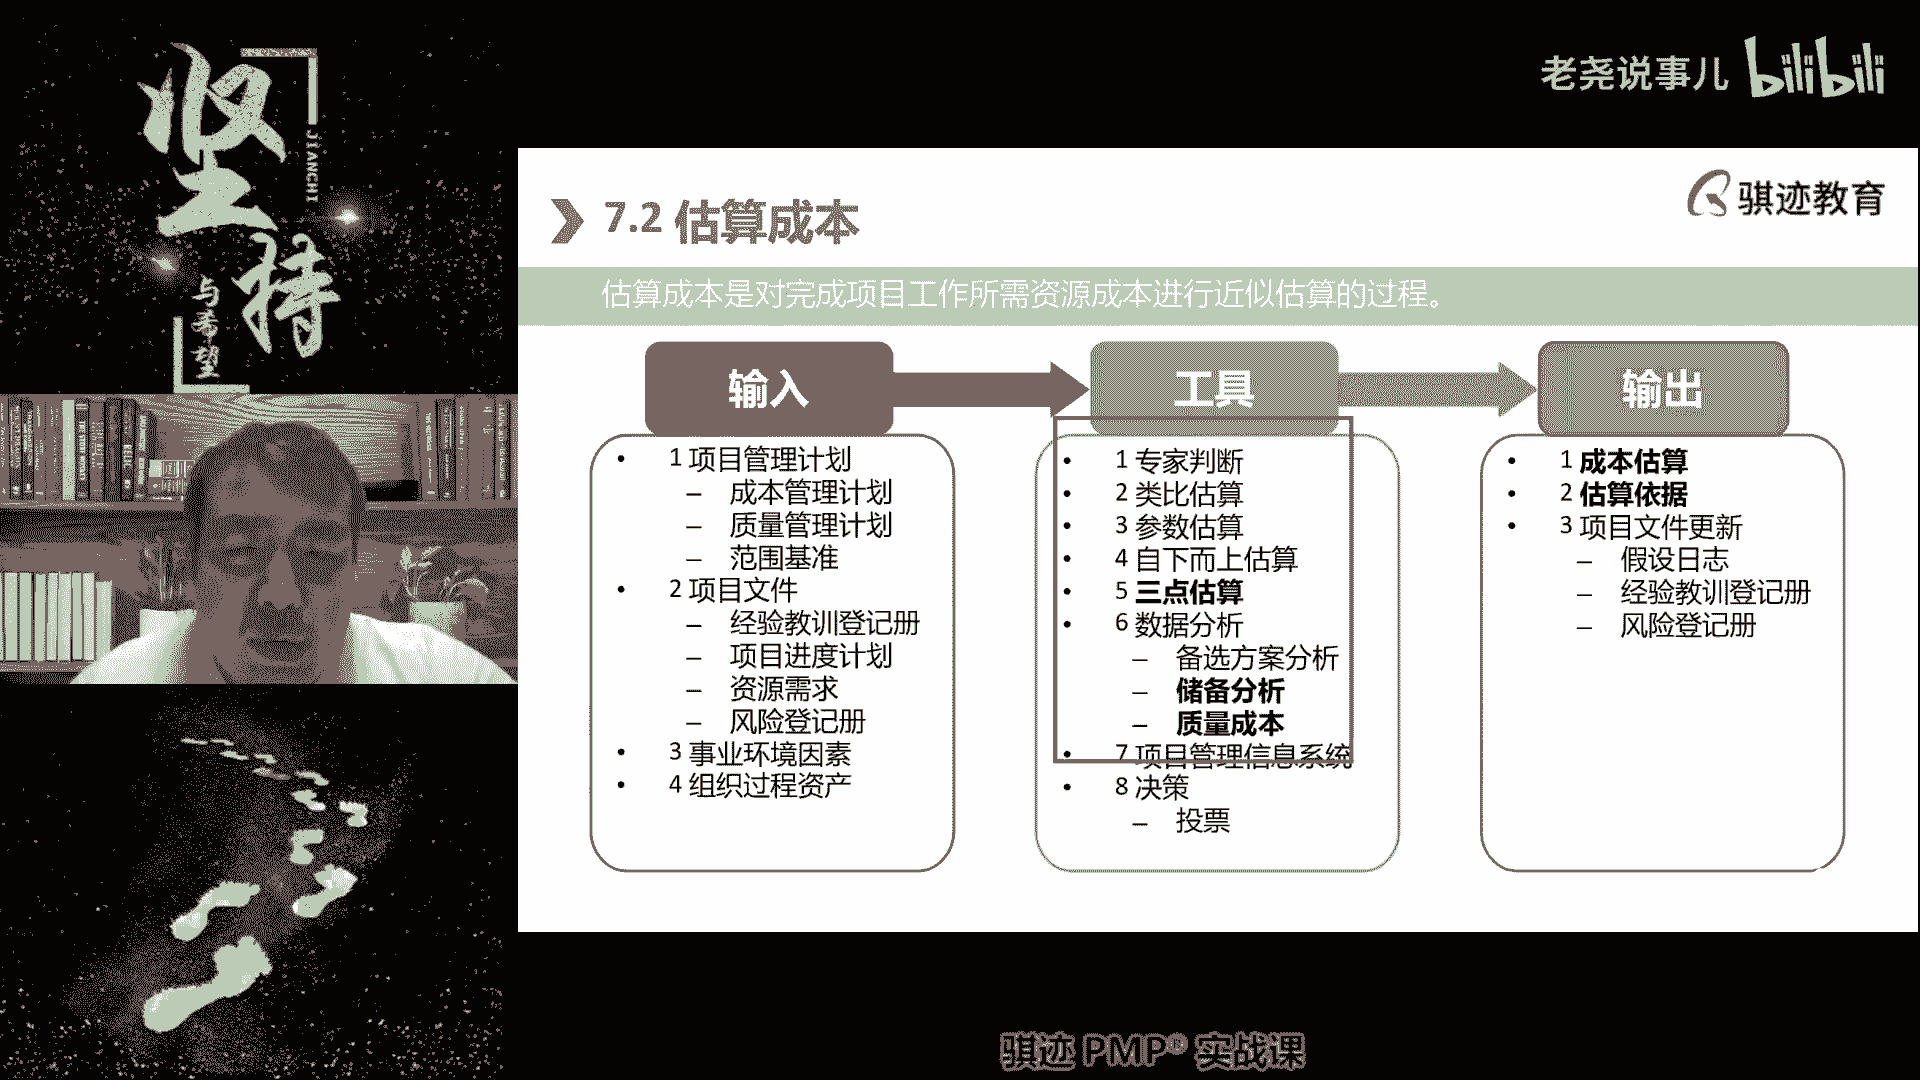 坚持
JIANCHI
与希望
老尧说事儿 bilibili
骐迹教育
7.2 估算成本
估算成本是对完成项目工作所需资源成本进行近似估算的过程。
输入
• 1 项目管理计划
– 成本管理计划
– 质量管理计划
– 范围基准
• 2 项目文件
– 经验教训登记册
– 项目进度计划
– 资源需求
– 风险登记册
• 3 事业环境因素
• 4 组织过程资产
工具
• 1 专家判断
• 2 类比估算
• 3 参数估算
• 4 自下而上估算
• 5 三点估算
• 6 数据分析
– 备选方案分析
– 储备分析
– 质量成本
• 7 项目管理信息系统
• 8 决策
– 投票
输出
• 1 成本估算
• 2 估算依据
• 3 项目文件更新
– 假设日志
– 经验教训登记册
– 风险登记册
骐迹 PMP® 实战课